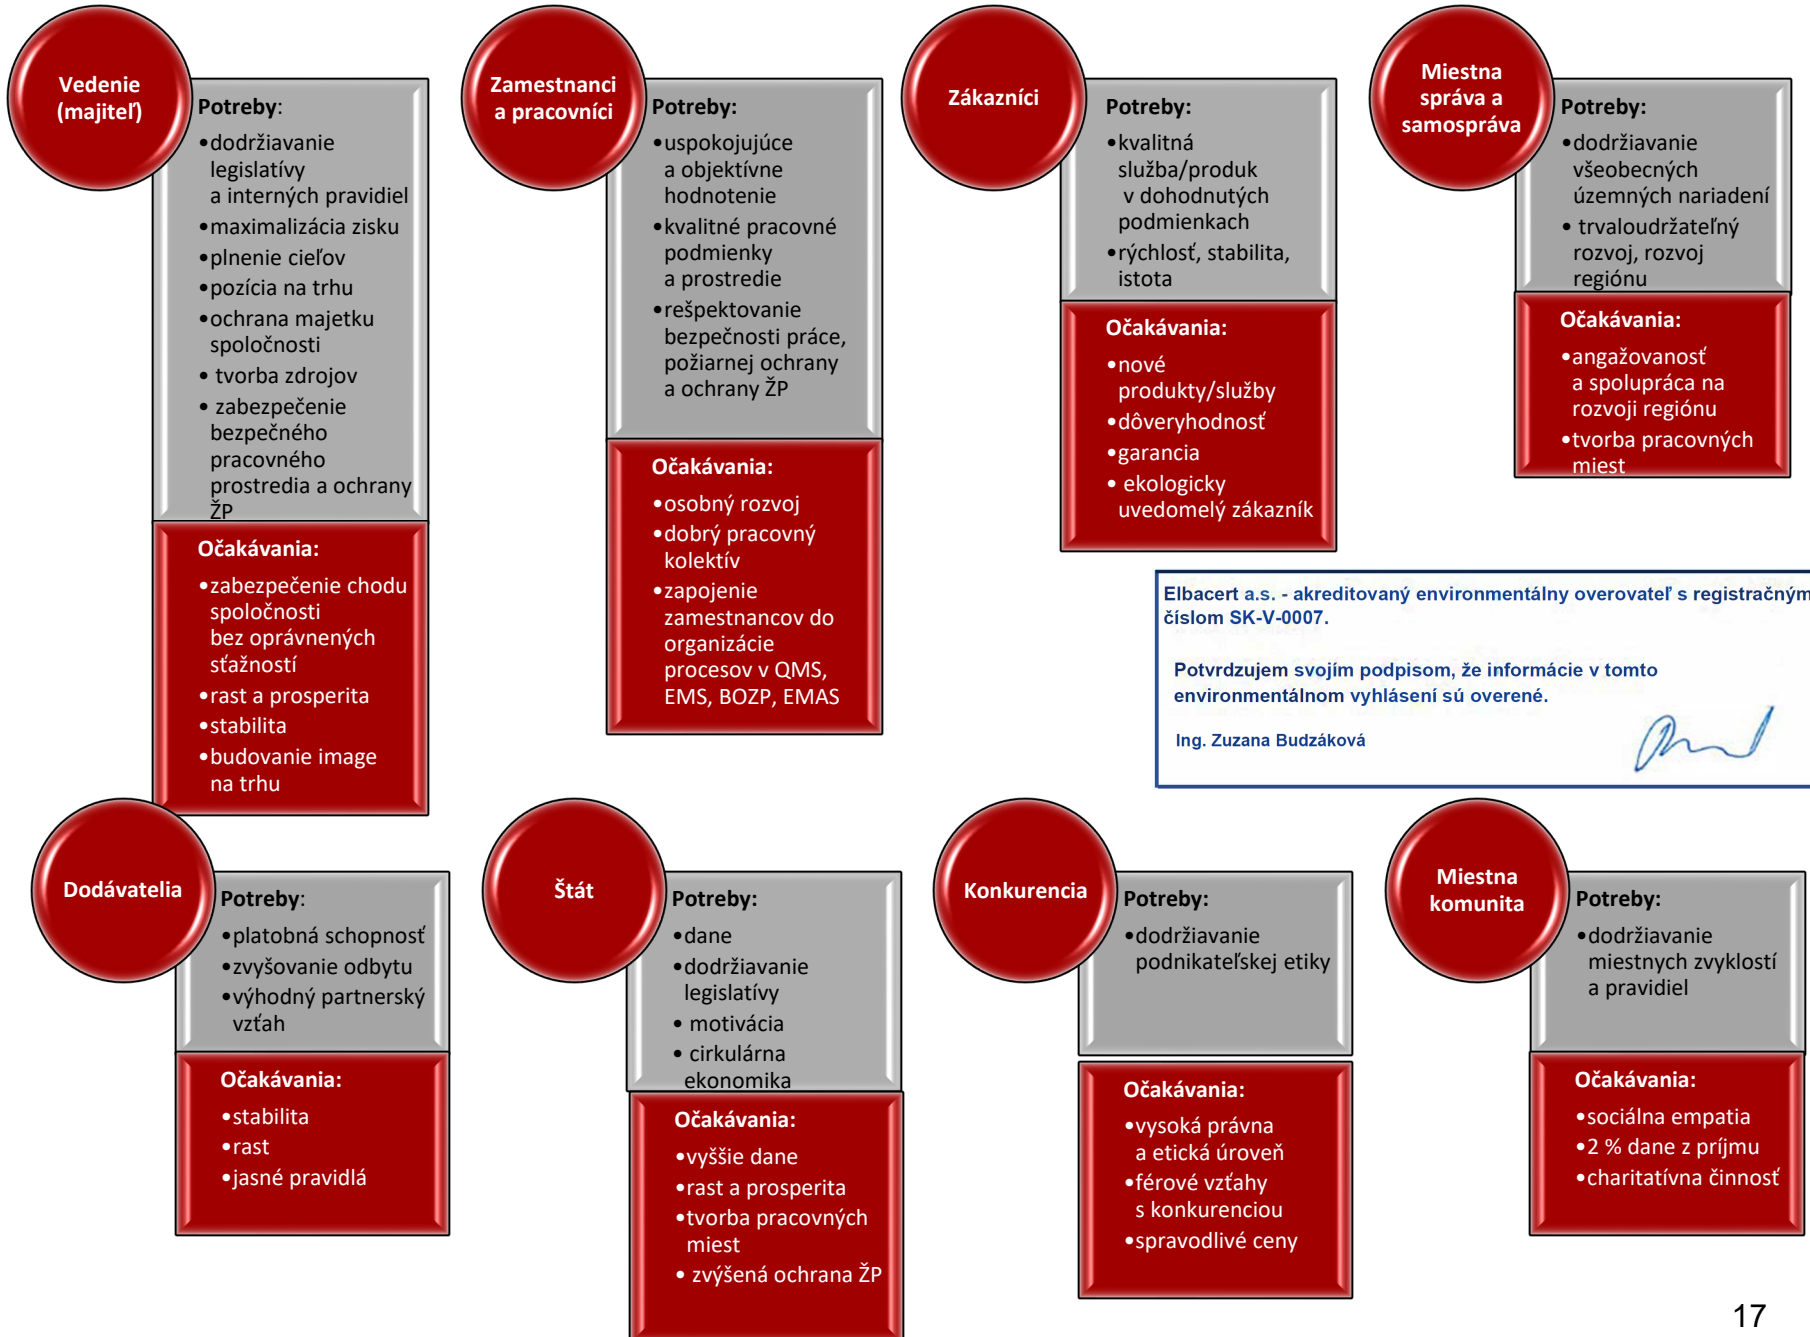 Vedenie
(majiteľ)
Potreby:
•dodržiavanie
legislatívy
a interných pravidiel
•maximalizácia zisku
•plnenie cieľov
•pozícia na trhu
•ochrana majetku
spoločnosti
• tvorba zdrojov
• zabezpečenie
bezpečného
pracovného
prostredia a ochrany
ŽP
Očakávania:
•zabezpečenie chodu
spoločnosti
bez oprávnených
sťažností
•rast a prosperita
•stabilita
•budovanie image
na trhu
Zamestnanci
a pracovníci
Potreby:
•uspokojujúce
a objektívne
hodnotenie
•kvalitné pracovné
podmienky
a prostredie
•rešpektovanie
bezpečnosti práce,
požiarnej ochrany
a ochrany ŽP
Očakávania:
•osobný rozvoj
•dobrý pracovný
kolektív
•zapojenie
zamestnancov do
organizácie
procesov v QMS,
EMS, BOZP, EMAS
Zákazníci
Potreby:
•kvalitná
služba/produk
v dohodnutých
podmienkach
•rýchlosť, stabilita,
istota
Očakávania:
•nové
produkty/služby
•dôveryhodnosť
•garancia
• ekologicky
uvedomelý zákazník
Miestna
správa a
samospráva
Potreby:
•dodržiavanie
všeobecných
územných nariadení
• trvaloudržateľný
rozvoj, rozvoj
regiónu
Očakávania:
•angažovanosť
a spolupráca na
rozvoji regiónu
•tvorba pracovných
miest
Elbacert a.s. - akreditovaný environmentálny overovateľ s registračným
číslom SK-V-0007.
Potvrdzujem svojím podpisom, že informácie v tomto
environmentálnom vyhlásení sú overené.
Ing. Zuzana Budzáková
Dodávatelia
Potreby:
•platobná schopnosť
•zvyšovanie odbytu
•výhodný partnerský
vzťah
Očakávania:
•stabilita
•rast
•jasné pravidlá
Štát
Potreby:
•dane
•dodržiavanie
legislatívy
• motivácia
• cirkulárna
ekonomika
Očakávania:
•vyššie dane
•rast a prosperita
•tvorba pracovných
miest
• zvýšená ochrana ŽP
Konkurencia
Potreby:
•dodržiavanie
podnikateľskej etiky
Očakávania:
•vysoká právna
a etická úroveň
•férové vzťahy
s konkurenciou
•spravodlivé ceny
Miestna
komunita
Potreby:
•dodržiavanie
miestnych zvyklostí
a pravidiel
Očakávania:
•sociálna empatia
•2 % dane z príjmu
•charitatívna činnosť
17